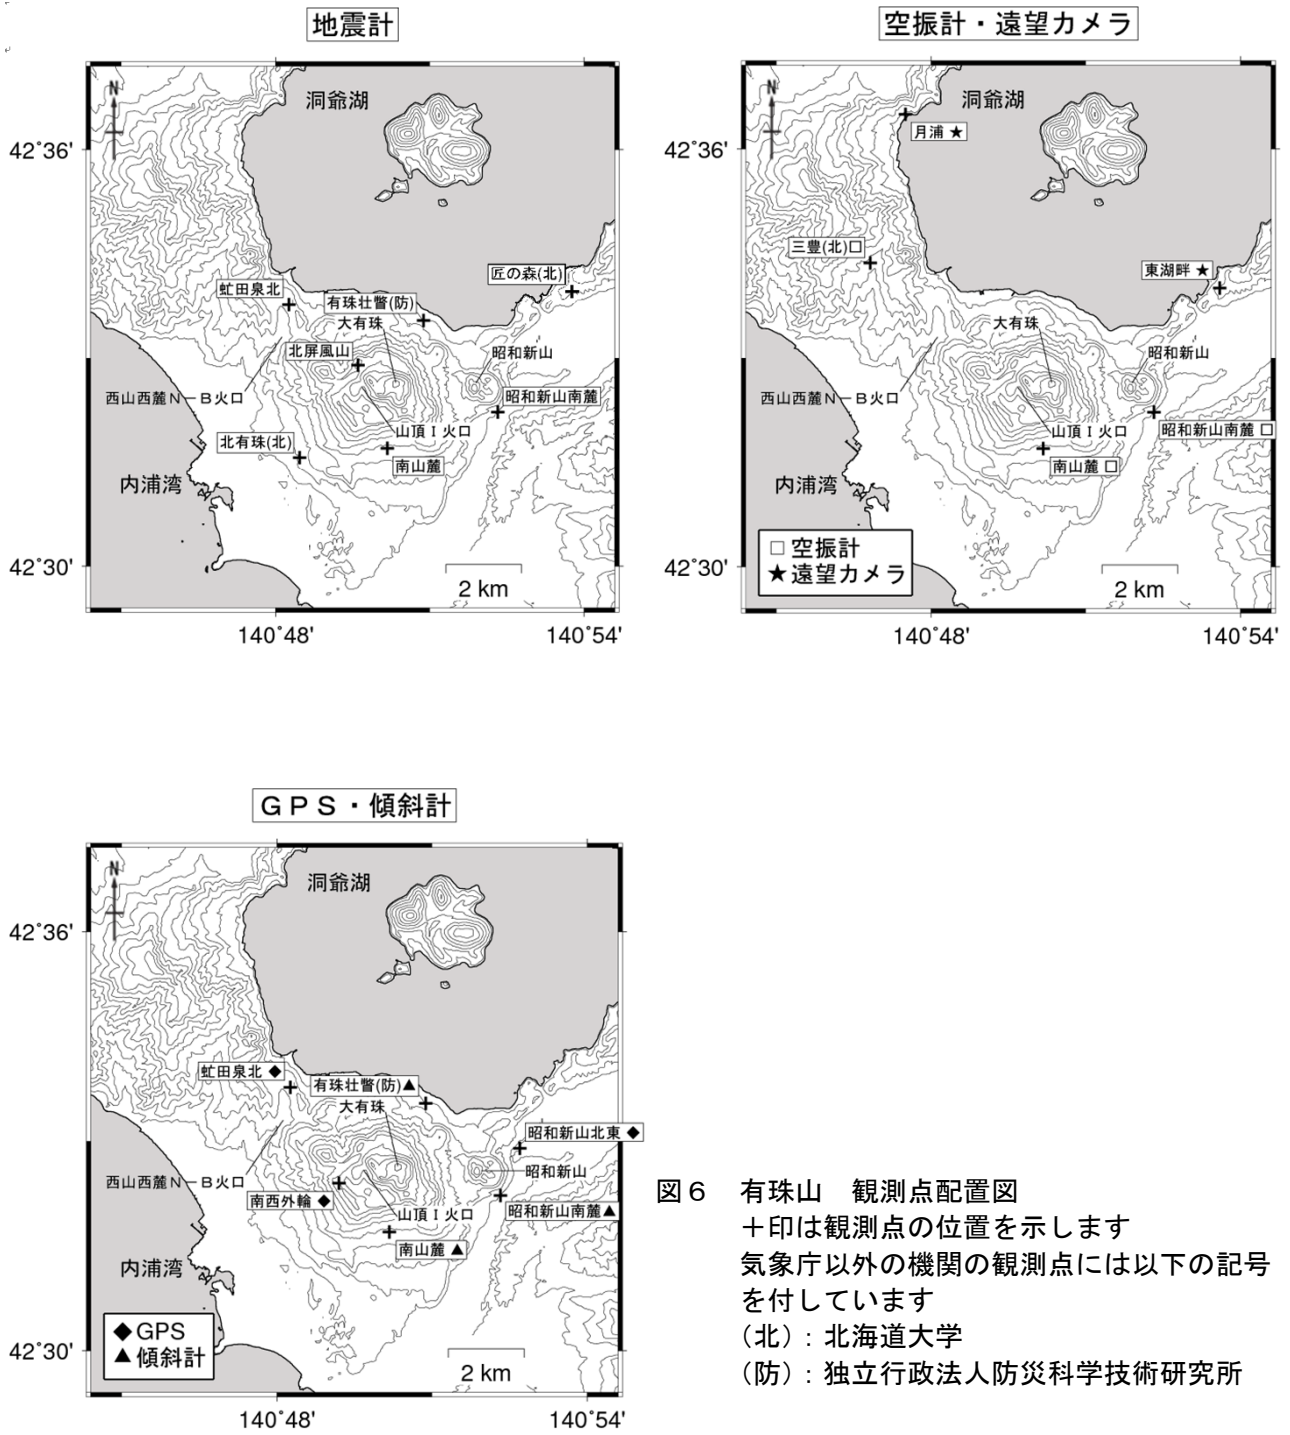 地震計
N
洞爺湖
42°36'
匠の森(北)
虻田泉北
有珠壮瞥(防)
大有珠
北屏風山
昭和新山
西山西麓Ｎ－Ｂ火口
昭和新山南麓
山頂Ｉ火口
北有珠(北)
南山麓
内浦湾
42°30'
2 km
140°48'
140°54'
空振計・遠望カメラ
N
洞爺湖
月浦 ★
42°36'
三豊(北)□
東湖畔 ★
大有珠
昭和新山
西山西麓Ｎ－Ｂ火口
山頂Ｉ火口
昭和新山南麓 □
南山麓 □
内浦湾
□ 空振計
★遠望カメラ
42°30'
2 km
140°48'
140°54'
ＧＰＳ・傾斜計
N
洞爺湖
42°36'
虻田泉北 ◆
有珠壮瞥(防)▲
大有珠
昭和新山北東 ◆
昭和新山
西山西麓Ｎ－Ｂ火口
南西外輪 ◆
昭和新山南麓▲
山頂Ｉ火口
南山麓 ▲
内浦湾
◆GPS
▲傾斜計
42°30'
2 km
140°48'
140°54'
図６　有珠山　観測点配置図
＋印は観測点の位置を示します
気象庁以外の機関の観測点には以下の記号
を付しています
（北）：北海道大学
（防）：独立行政法人防災科学技術研究所